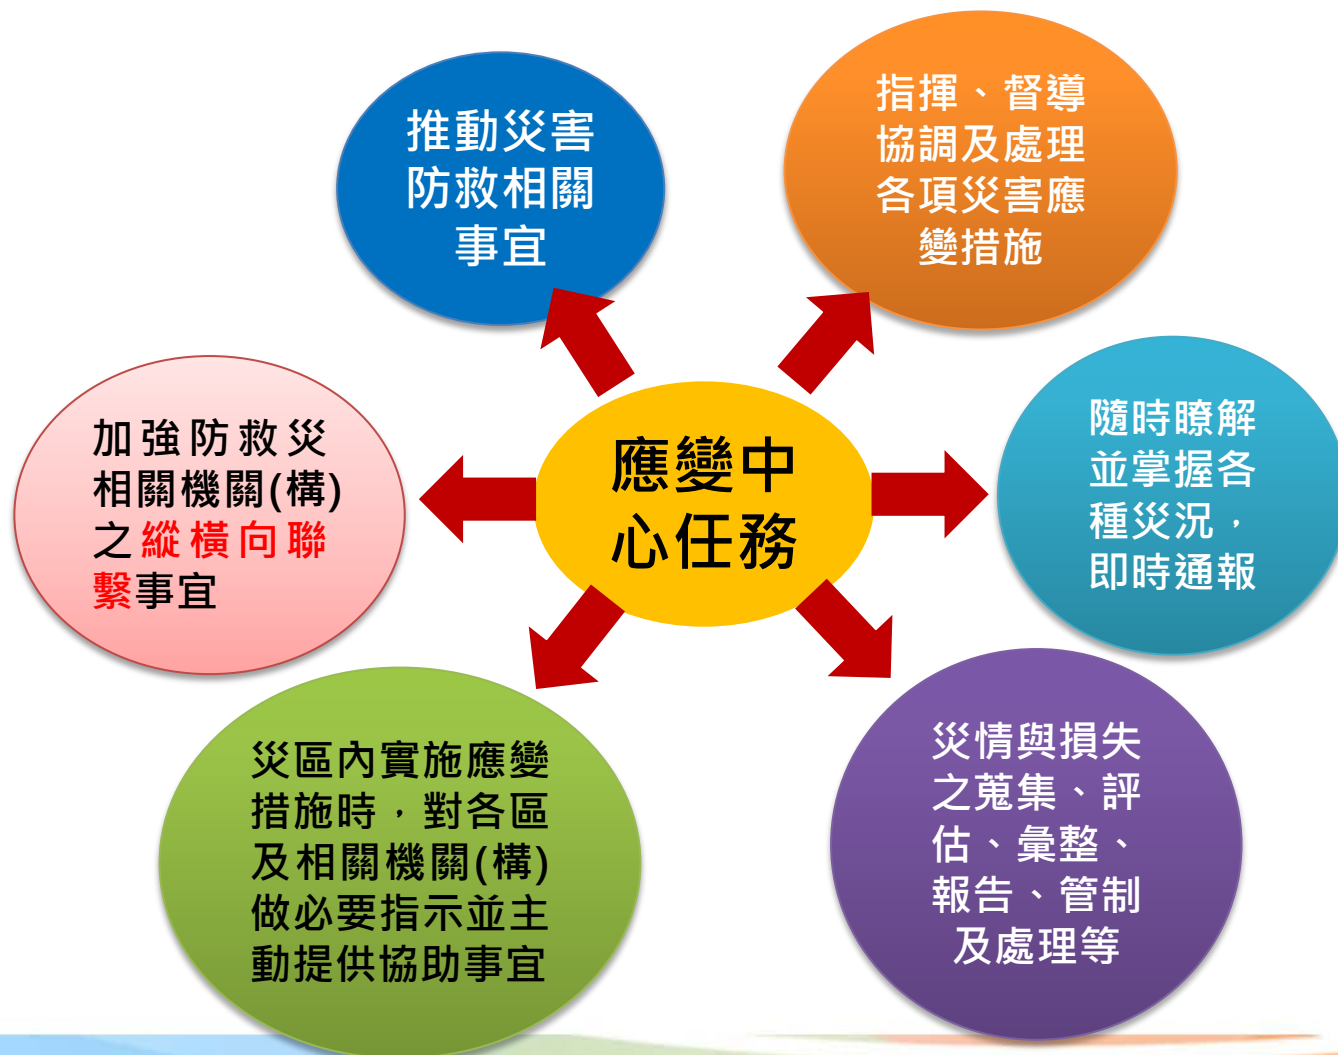 推動災害
防救相關
事宜
指揮、督導
協調及處理
各項災害應
變措施
加強防救災
相關機關(構)
之縱橫向聯
繫事宜
應變中
心任務
隨時瞭解
並掌握各
種災況，
即時通報
災區內實施應變
措施時，對各區
及相關機關(構)
做必要指示並主
動提供協助事宜
災情與損失
之蒐集、評
估、彙整、
報告、管制
及處理等